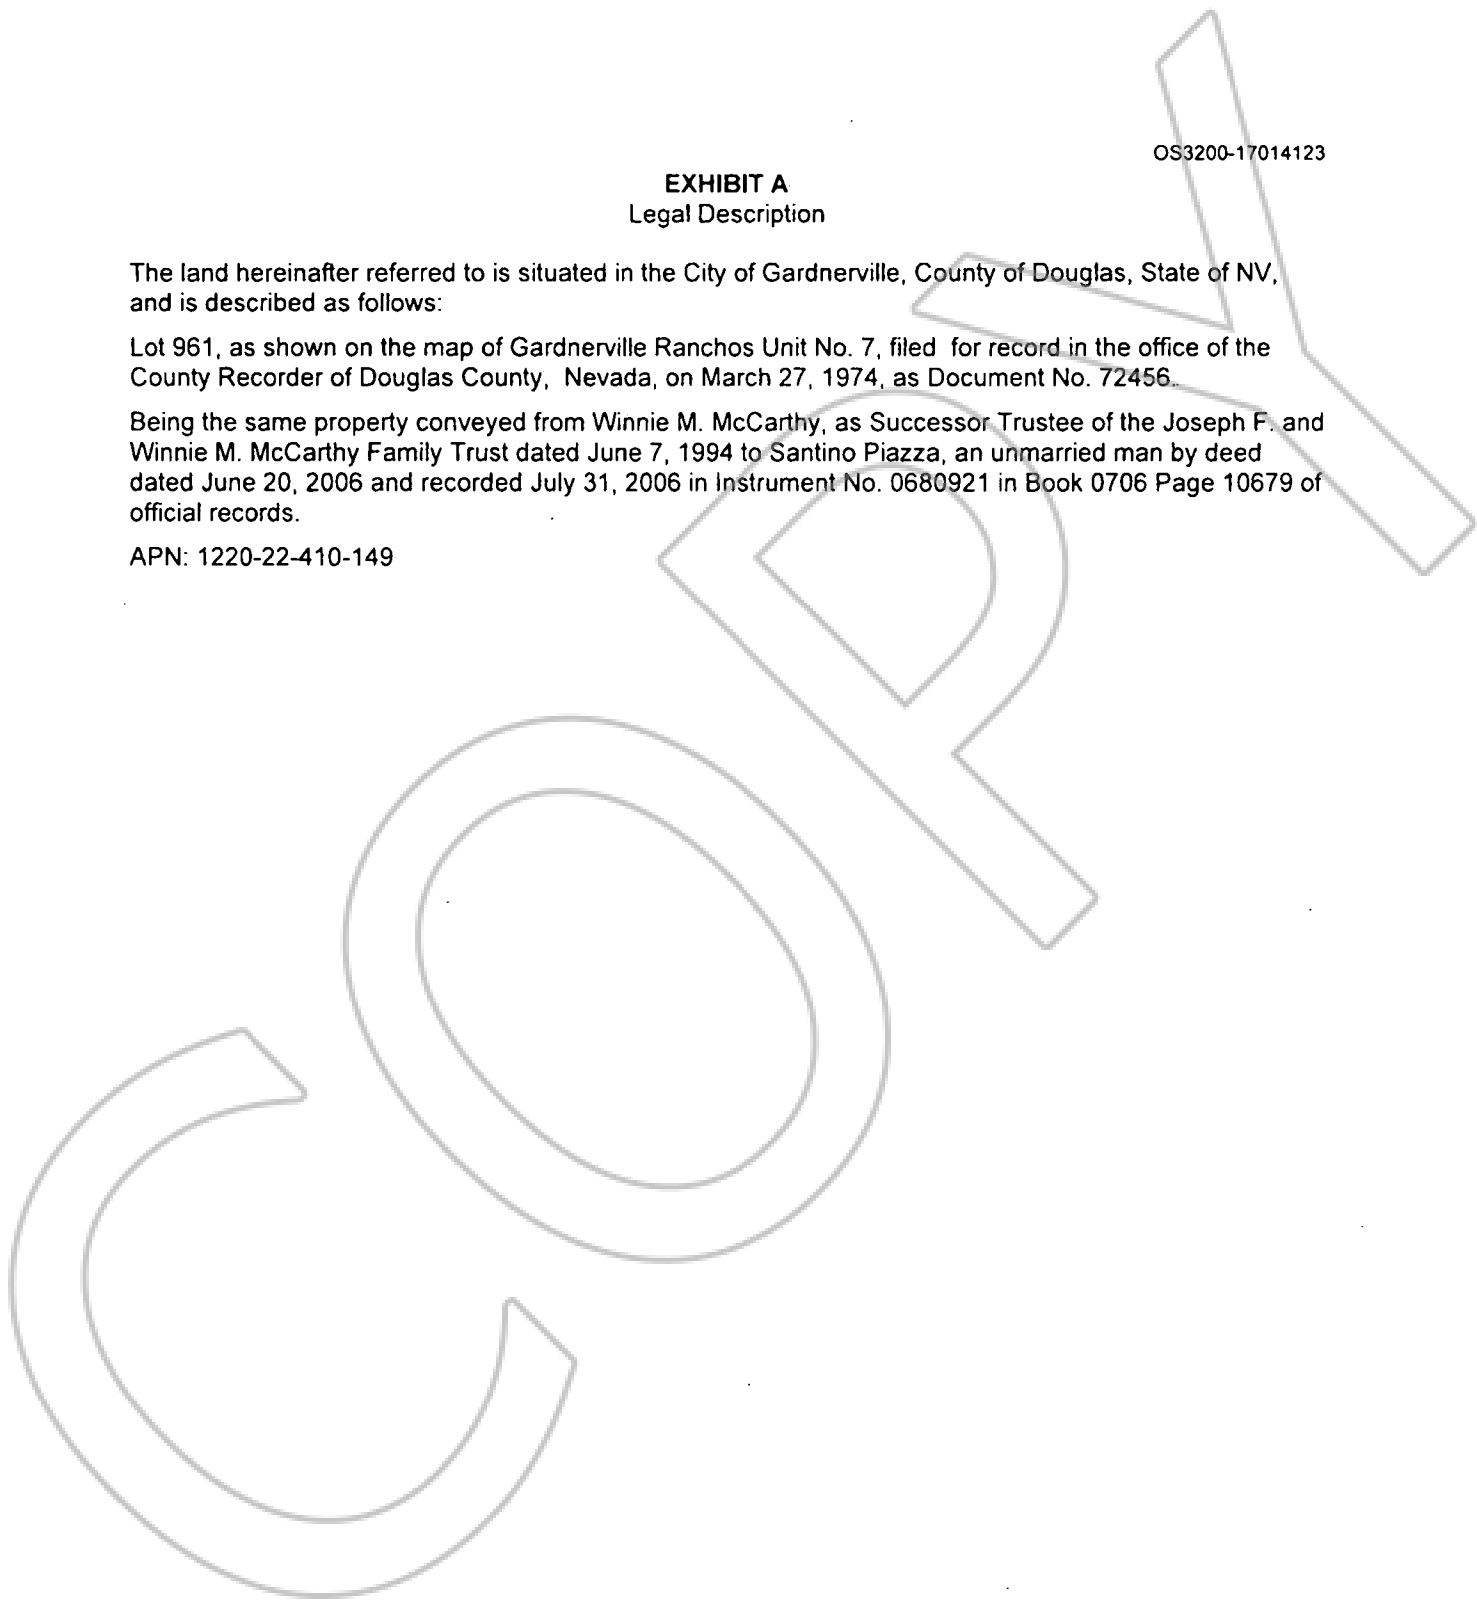 OS3200-17014123
EXHIBIT A
Legal Description
The land hereinafter referred to is situated in the City of Gardnerville, County of Douglas, State of NV,
and is described as follows:
Lot 961, as shown on the map of Gardnerville Ranchos Unit No. 7, filed for record in the office of the
County Recorder of Douglas County, Nevada, on March 27, 1974, as Document No. 72456.
Being the same property conveyed from Winnie M. McCarthy, as Successor Trustee of the Joseph F. and
Winnie M. McCarthy Family Trust dated June 7, 1994 to Santino Piazza, an unmarried man by deed
dated June 20, 2006 and recorded July 31, 2006 in Instrument No. 0680921 in Book 0706 Page 10679 of
official records.
APN: 1220-22-410-149
COPY